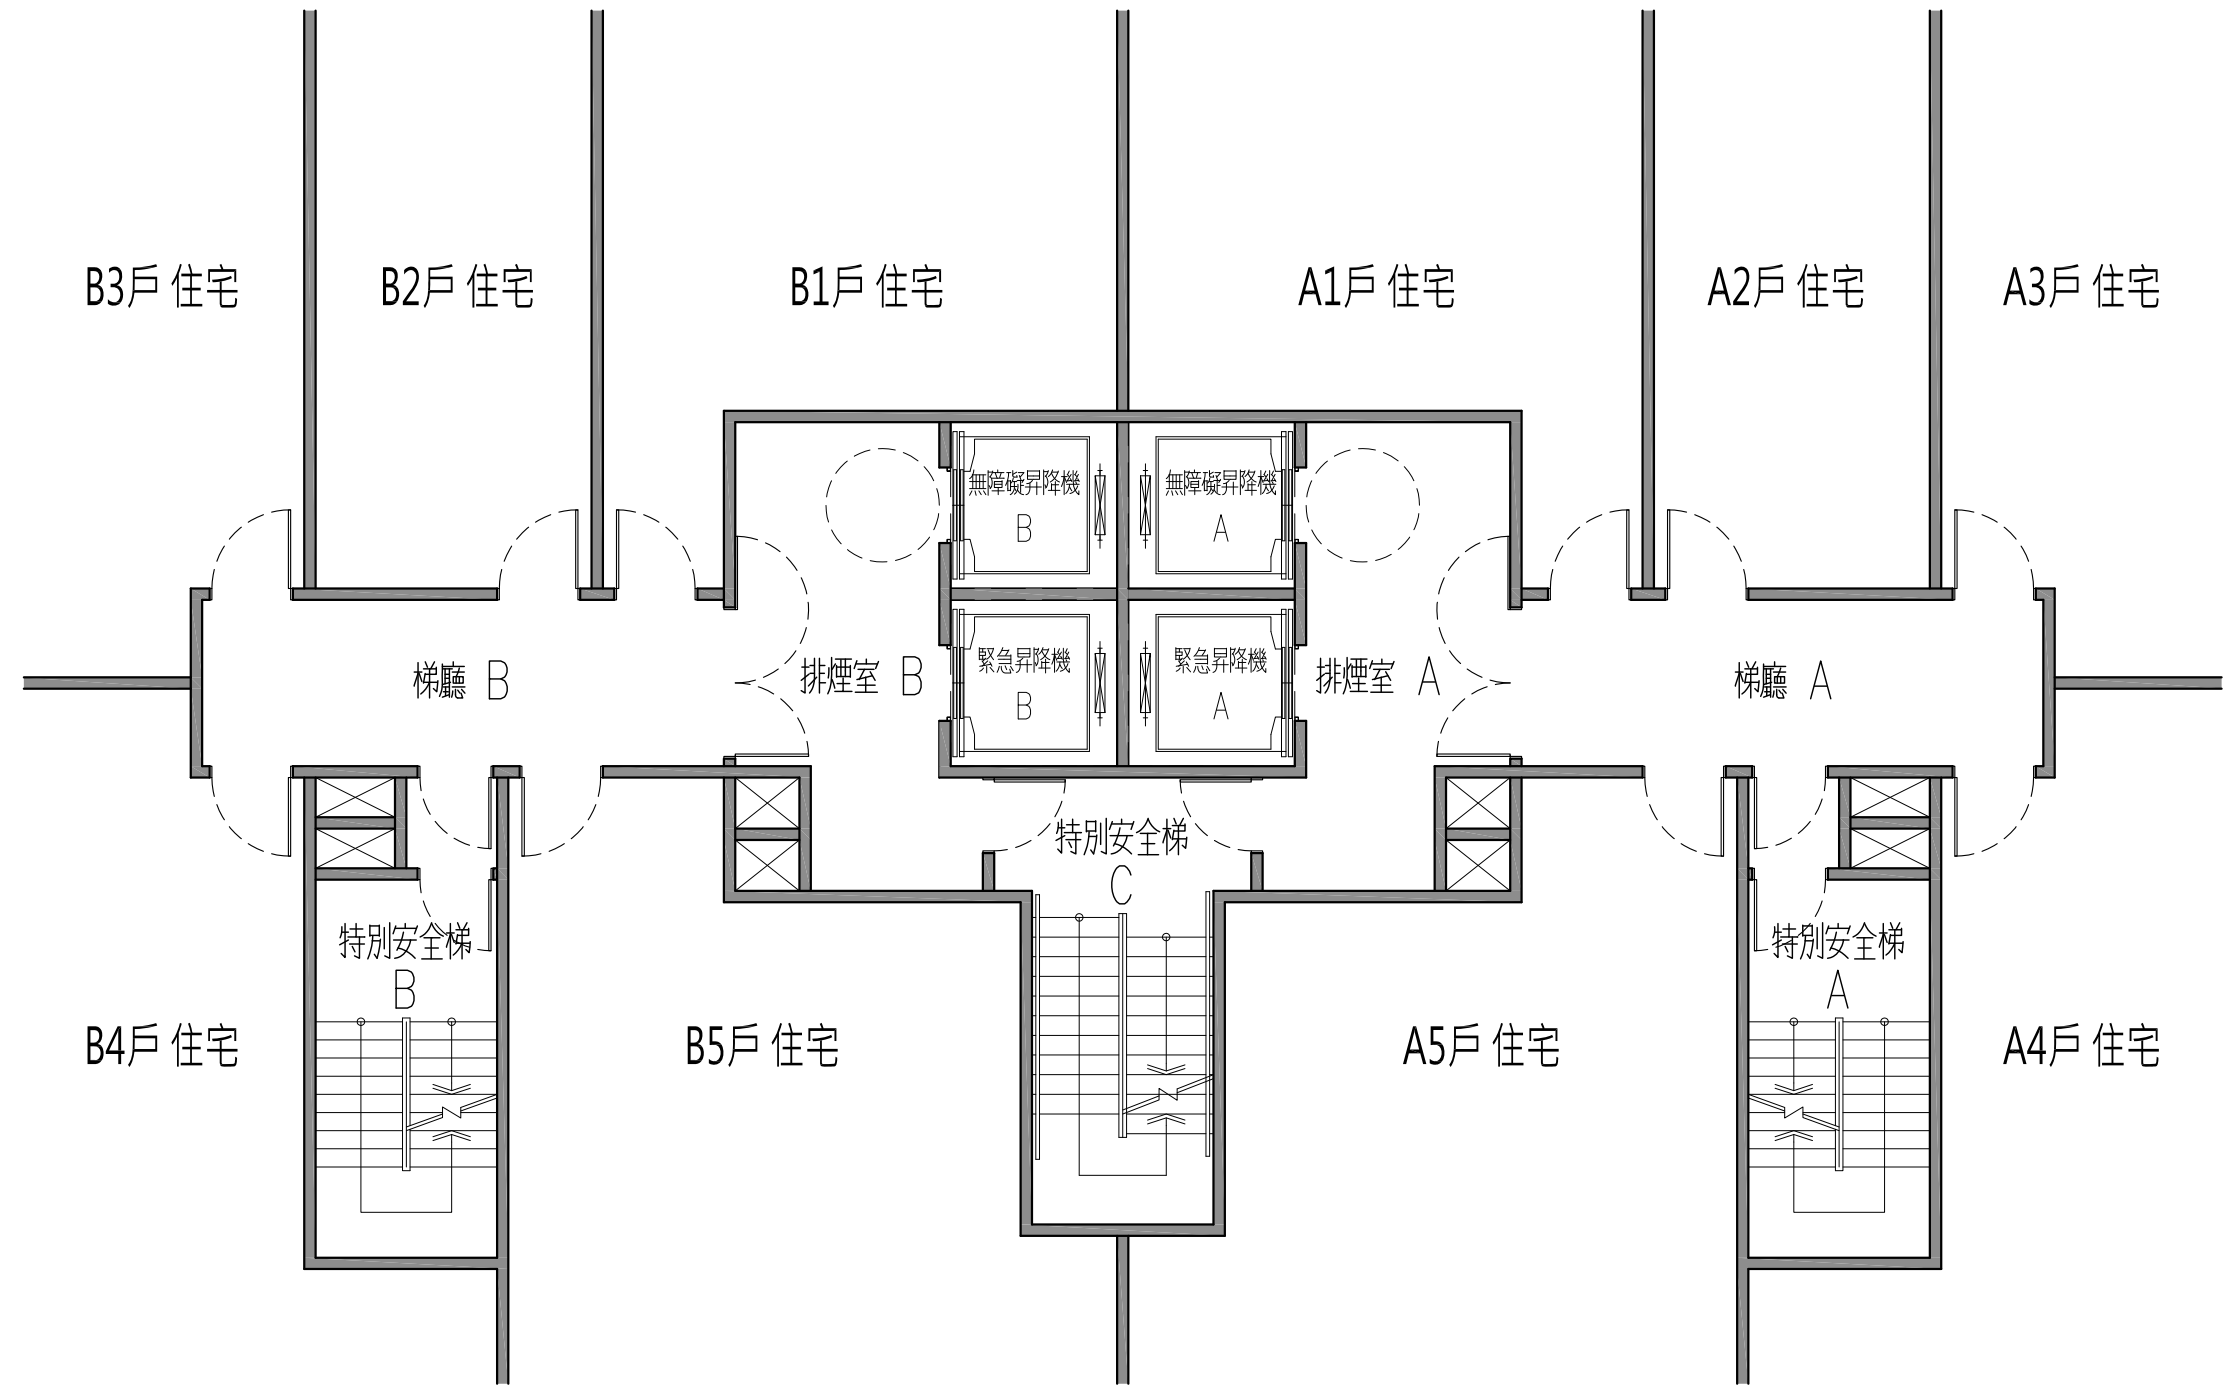 B3戶 住宅
B2戶 住宅
B1戶 住宅
A1戶 住宅
A2戶 住宅
A3戶 住宅
無障礙昇降機
B
無障礙昇降機
A
梯廳 B
排煙室 B
緊急昇降機
B
緊急昇降機
A
排煙室 A
梯廳 A
特別安全梯
C
特別安全梯
B
特別安全梯
A
B4戶 住宅
B5戶 住宅
A5戶 住宅
A4戶 住宅